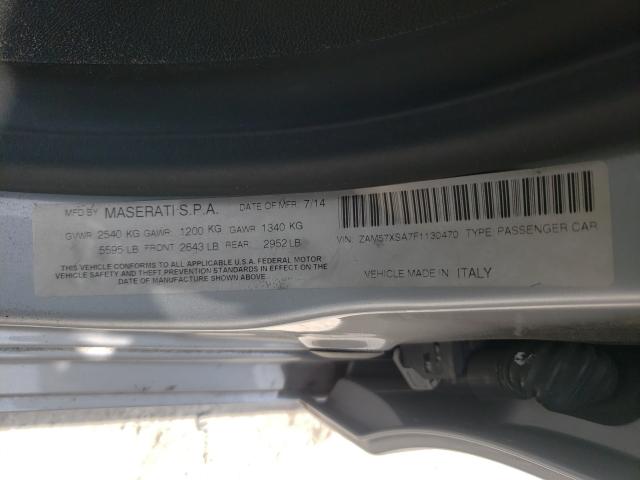 MFD BY MASERATI S.P.A. DATE OF MFR 7/14
GVWR 2540 KG GAWR 1200 KG GAWR 1340 KG
5595 LB FRONT 2643 LB REAR 2952 LB
THIS VEHICLE CONFORMS TO ALL APPLICABLE U.S.A. FEDERAL MOTOR
VEHICLE SAFETY AND THEFT PREVENTION STANDARDS IN EFFECT ON THE
DATE OF MANUFACTURE SHOWN ABOVE.
VIN: ZAM57XSA7F1130470 TYPE: PASSENGER CAR
VEHICLE MADE IN ITALY